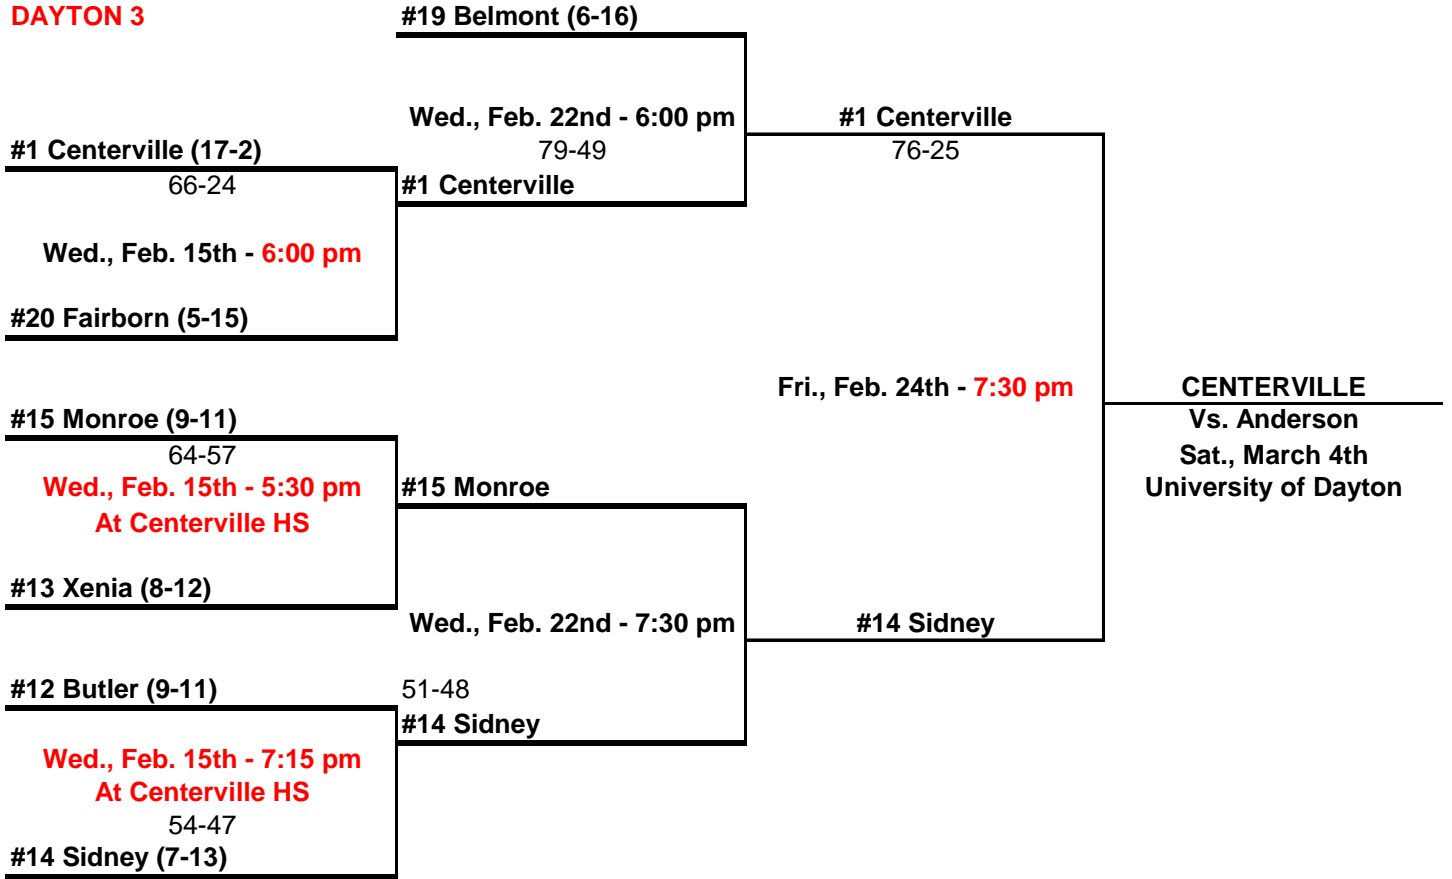 DAYTON 3
#19 Belmont (6-16)
Wed., Feb. 22nd - 6:00 pm
#1 Centerville
#1 Centerville (17-2)
79-49
76-25
66-24
#1 Centerville
Wed., Feb. 15th - 6:00 pm
#20 Fairborn (5-15)
Fri., Feb. 24th - 7:30 pm
CENTERVILLE
#15 Monroe (9-11)
Vs. Anderson
64-57
Sat., March 4th
Wed., Feb. 15th - 5:30 pm
#15 Monroe
University of Dayton
At Centerville HS
#13 Xenia (8-12)
Wed., Feb. 22nd - 7:30 pm
#14 Sidney
#12 Butler (9-11)
51-48
#14 Sidney
Wed., Feb. 15th - 7:15 pm
At Centerville HS
54-47
#14 Sidney (7-13)